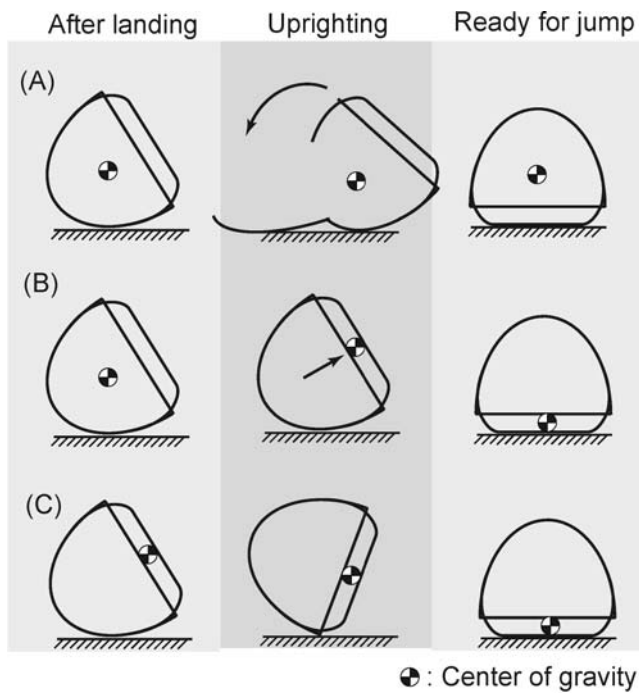 After landing Uprighting Ready for jump
(A)
(B)
(C)
: Center of gravity